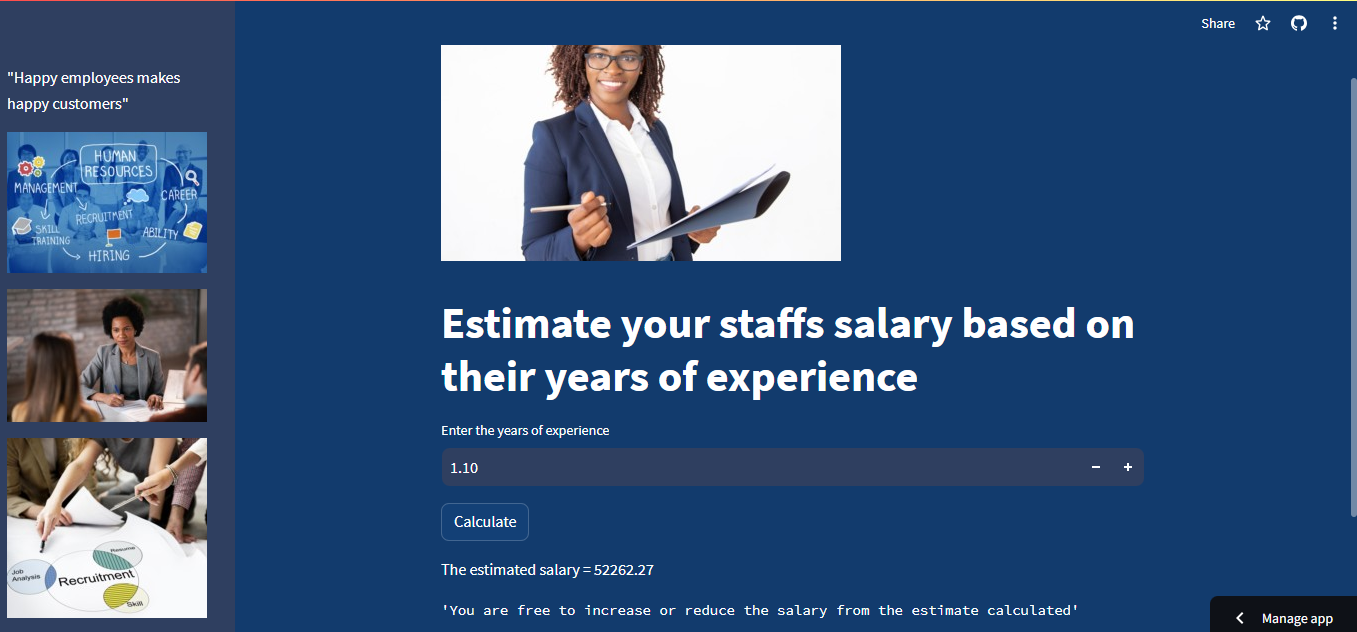 Share
"Happy employees makes
happy customers"
HUMAN
RESOURCES
MANAGEMENT
CAREER
RECRUITMENT
SKILL
TRAINING
ABILITY
HIRING
Resume
Job
Analysis
Recruitment
Skill
Estimate your staffs salary based on
their years of experience
Enter the years of experience
1.10
Calculate
The estimated salary = 52262.27
'You are free to increase or reduce the salary from the estimate calculated'
Manage app